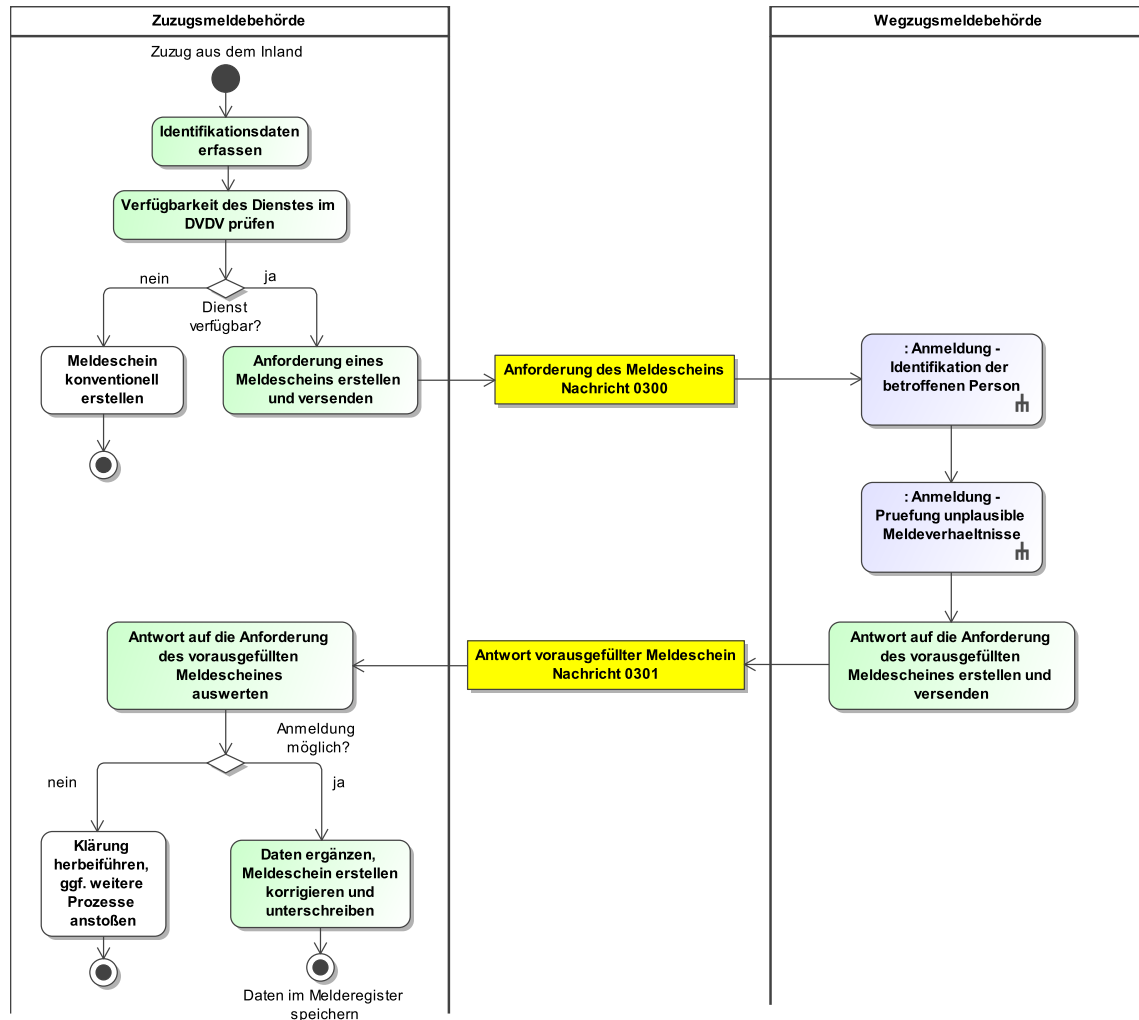 Zuzugsmeldebehörde
Wegzugsmeldebehörde
Zuzug aus dem Inland
Identifikationsdaten
erfassen
Verfügbarkeit des Dienstes im
DVDV prüfen
nein
ja
Dienst
verfügbar?
Meldeschein
konventionell
erstellen
Anforderung eines
Meldescheins erstellen
und versenden
Anforderung des Meldescheins
Nachricht 0300
: Anmeldung -
Identifikation der
betroffenen Person
: Anmeldung -
Pruefung unplausible
Meldeverhaeltnisse
Antwort auf die Anforderung
des vorausgefüllten
Meldescheines erstellen und
versenden
Antwort vorausgefüllter Meldeschein
Nachricht 0301
Antwort auf die Anforderung
des vorausgefüllten
Meldescheines
auswerten
Anmeldung
möglich?
nein
ja
Klärung
herbeiführen,
ggf. weitere
Prozesse
anstoßen
Daten ergänzen,
Meldeschein erstellen
korrigieren und
unterschreiben
Daten im Melderegister
speichern